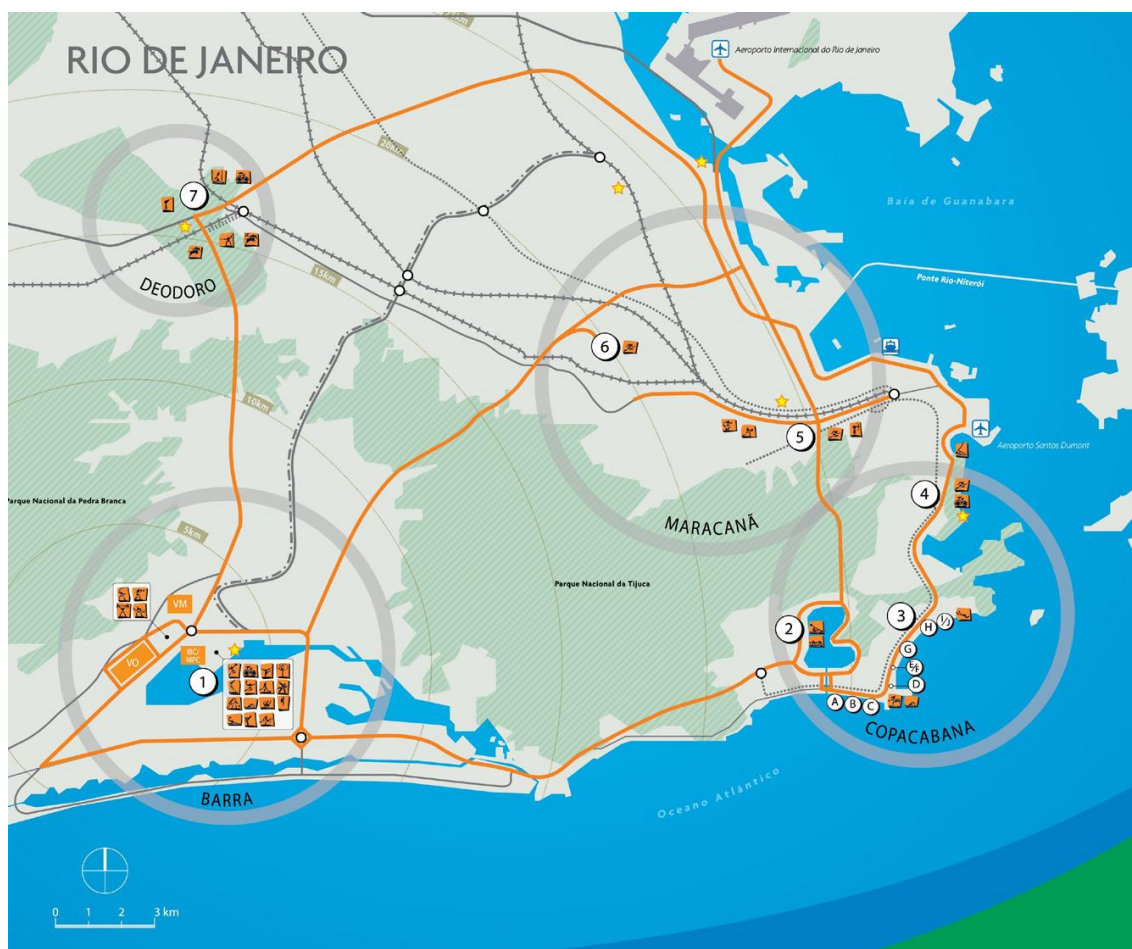 RIO DE JANEIRO
Aeroporto Internacional do Rio de Janeiro
20km
Baía de Guanabara
7
DEODORO
15km
Ponte Rio-Niterói
6
10km
5
Aeroporto Santos Dumont
Parque Nacional da Pedra Branca
4
MARACANÃ
5km
Parque Nacional da Tijuca
VM
3
2
H
I/J
IBC/
MPC
G
VO
E/F
1
D
A
B
C
COPACABANA
BARRA
Oceano Atlântico
0 1 2 3 km